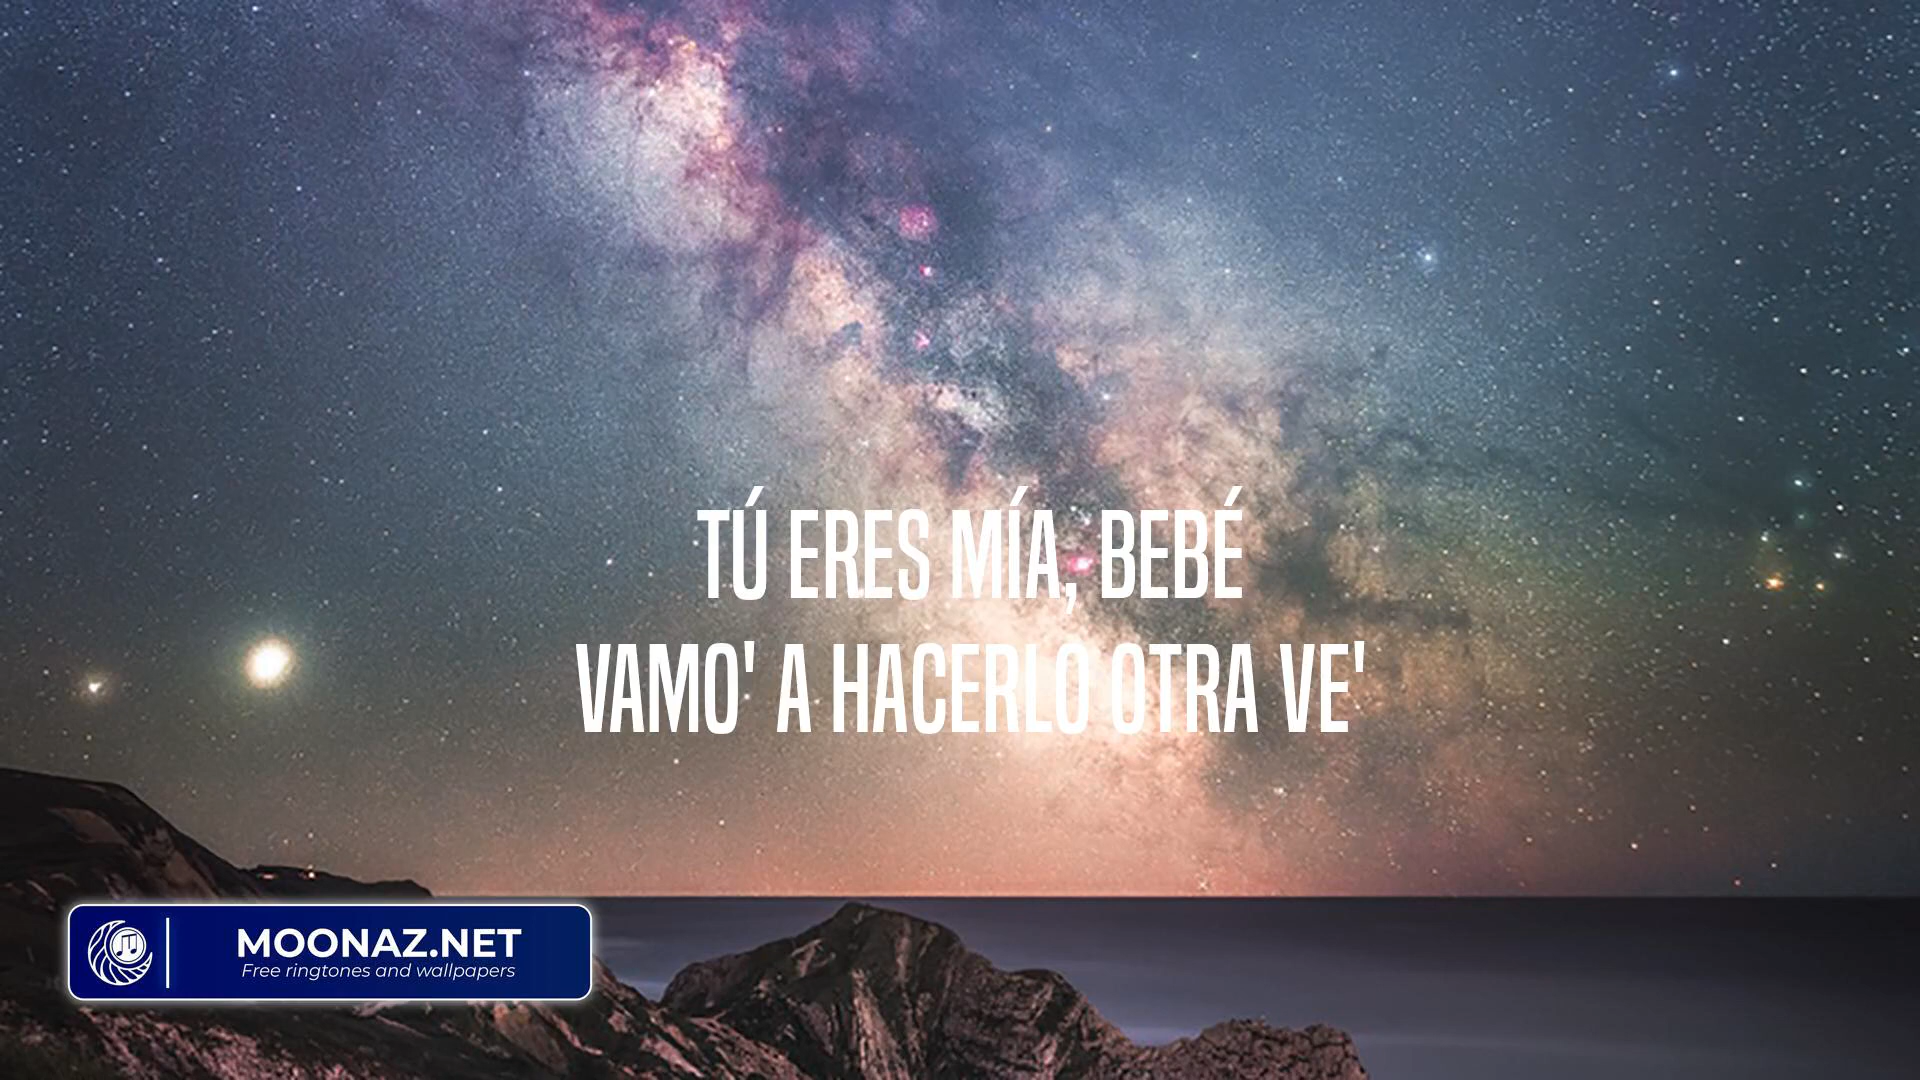 TÚ ERES MÍA, BEBÉ
VAMO' A HACERLO OTRA VE'
MOONAZ.NET
Free ringtones and wallpapers